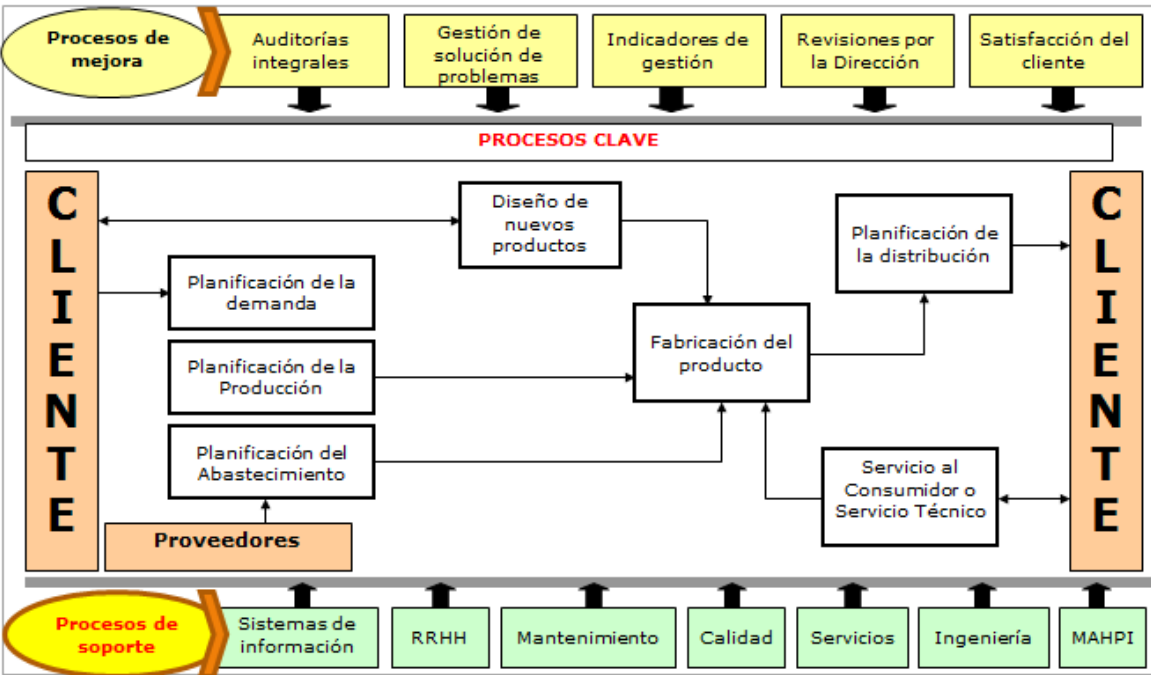 Procesos de
mejora
Auditorías
integrales
Gestión de
solución de
problemas
Indicadores de
gestión
Revisiones por
la Dirección
Satisfacción del
cliente
PROCESOS CLAVE
CLIENTE
Diseño de
nuevos
productos
Planificación de
la distribución
CLIENTE
Planificación de la
demanda
Planificación de la
Producción
Fabricación del
producto
Planificación del
Abastecimiento
Servicio al
Consumidor o
Servicio Técnico
Proveedores
Procesos de
soporte
Sistemas de
información
RRHH
Mantenimiento
Calidad
Servicios
Ingeniería
MAHPI